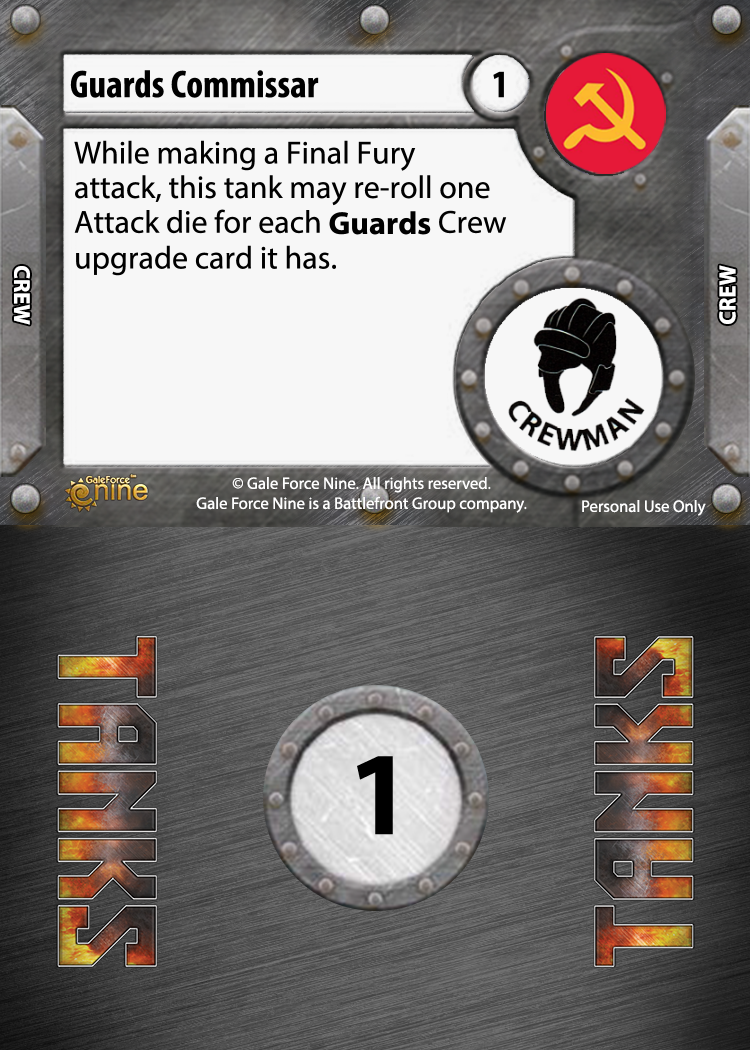 Guards Commissar
1
While making a Final Fury
attack, this tank may re-roll one
Attack die for each Guards Crew
upgrade card it has.
CREW
CREW
CREWMAN
GaleForce™
nine
© Gale Force Nine. All rights reserved.
Gale Force Nine is a Battlefront Group company.
Personal Use Only
TANKS
1
TANKS